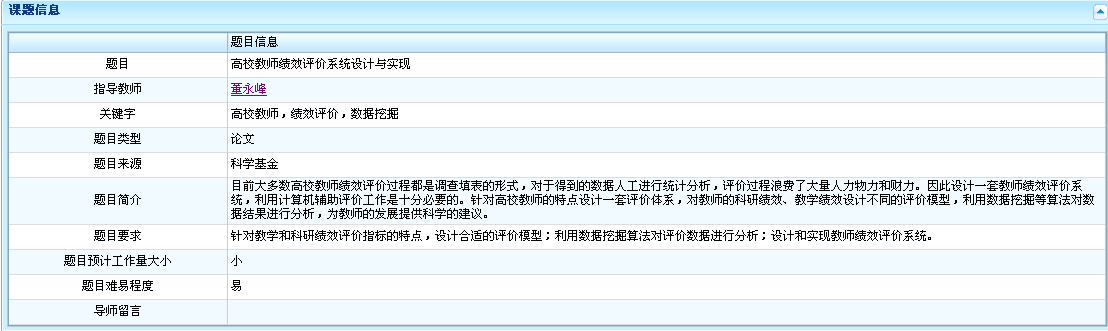 课题信息
题目信息
题目 高校教师绩效评价系统设计与实现
指导教师 董永峰
关键字 高校教师，绩效评价，数据挖掘
题目类型 论文
题目来源 科学基金
目前大多数高校教师绩效评价过程都是调查填表的形式，对于得到的数据人工进行统计分析，评价过程浪费了大量人力物力和财力。因此设计一套教师绩效评价系
题目简介 统，利用计算机辅助评价工作是十分必要的。针对高校教师的特点设计一套评价体系，对教师的科研绩效、教学绩效设计不同的评价模型，利用数据挖掘等算法对数
据结果进行分析，为教师的发展提供科学的建议。
题目要求 针对教学和科研绩效评价指标的特点，设计合适的评价模型；利用数据挖掘算法对评价数据进行分析；设计和实现教师绩效评价系统。
题目预计工作量大小 小
题目难易程度 易
导师留言